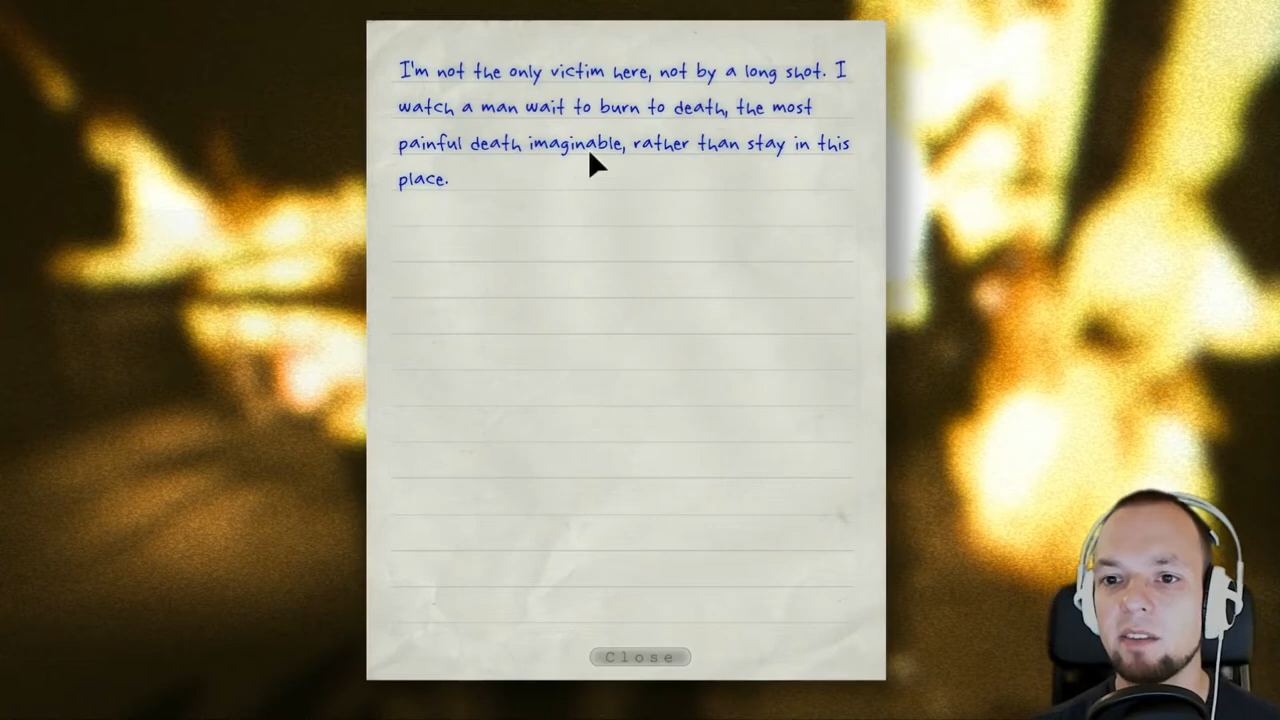 I'm not the only victim here, not by a long shot. I
watch a man wait to burn to death, the most
painful death imaginable, rather than stay in this
place.
Close